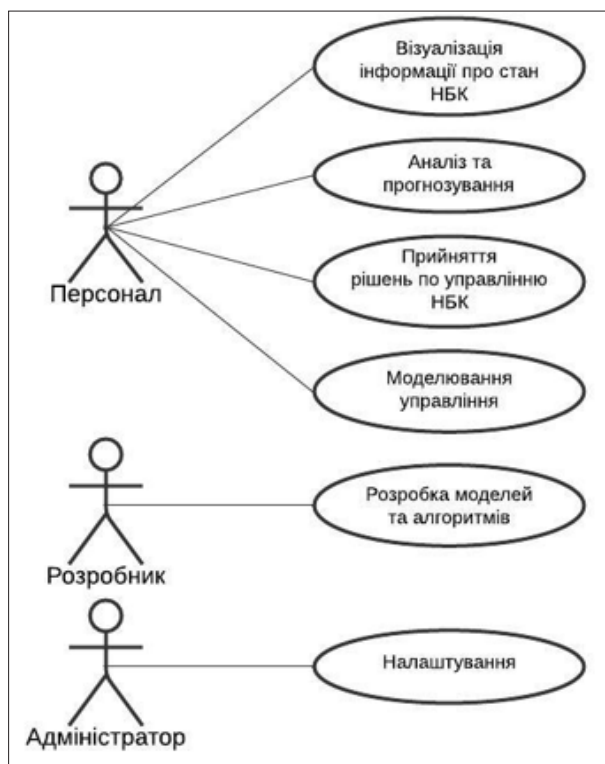 Візуалізація
інформації про стан
НБК
Аналіз та
прогнозування
Прийняття
рішень по управлінню
НБК
Персонал
Моделювання
управління
Розробка моделей
та алгоритмів
Розробник
Налаштування
Адміністратор